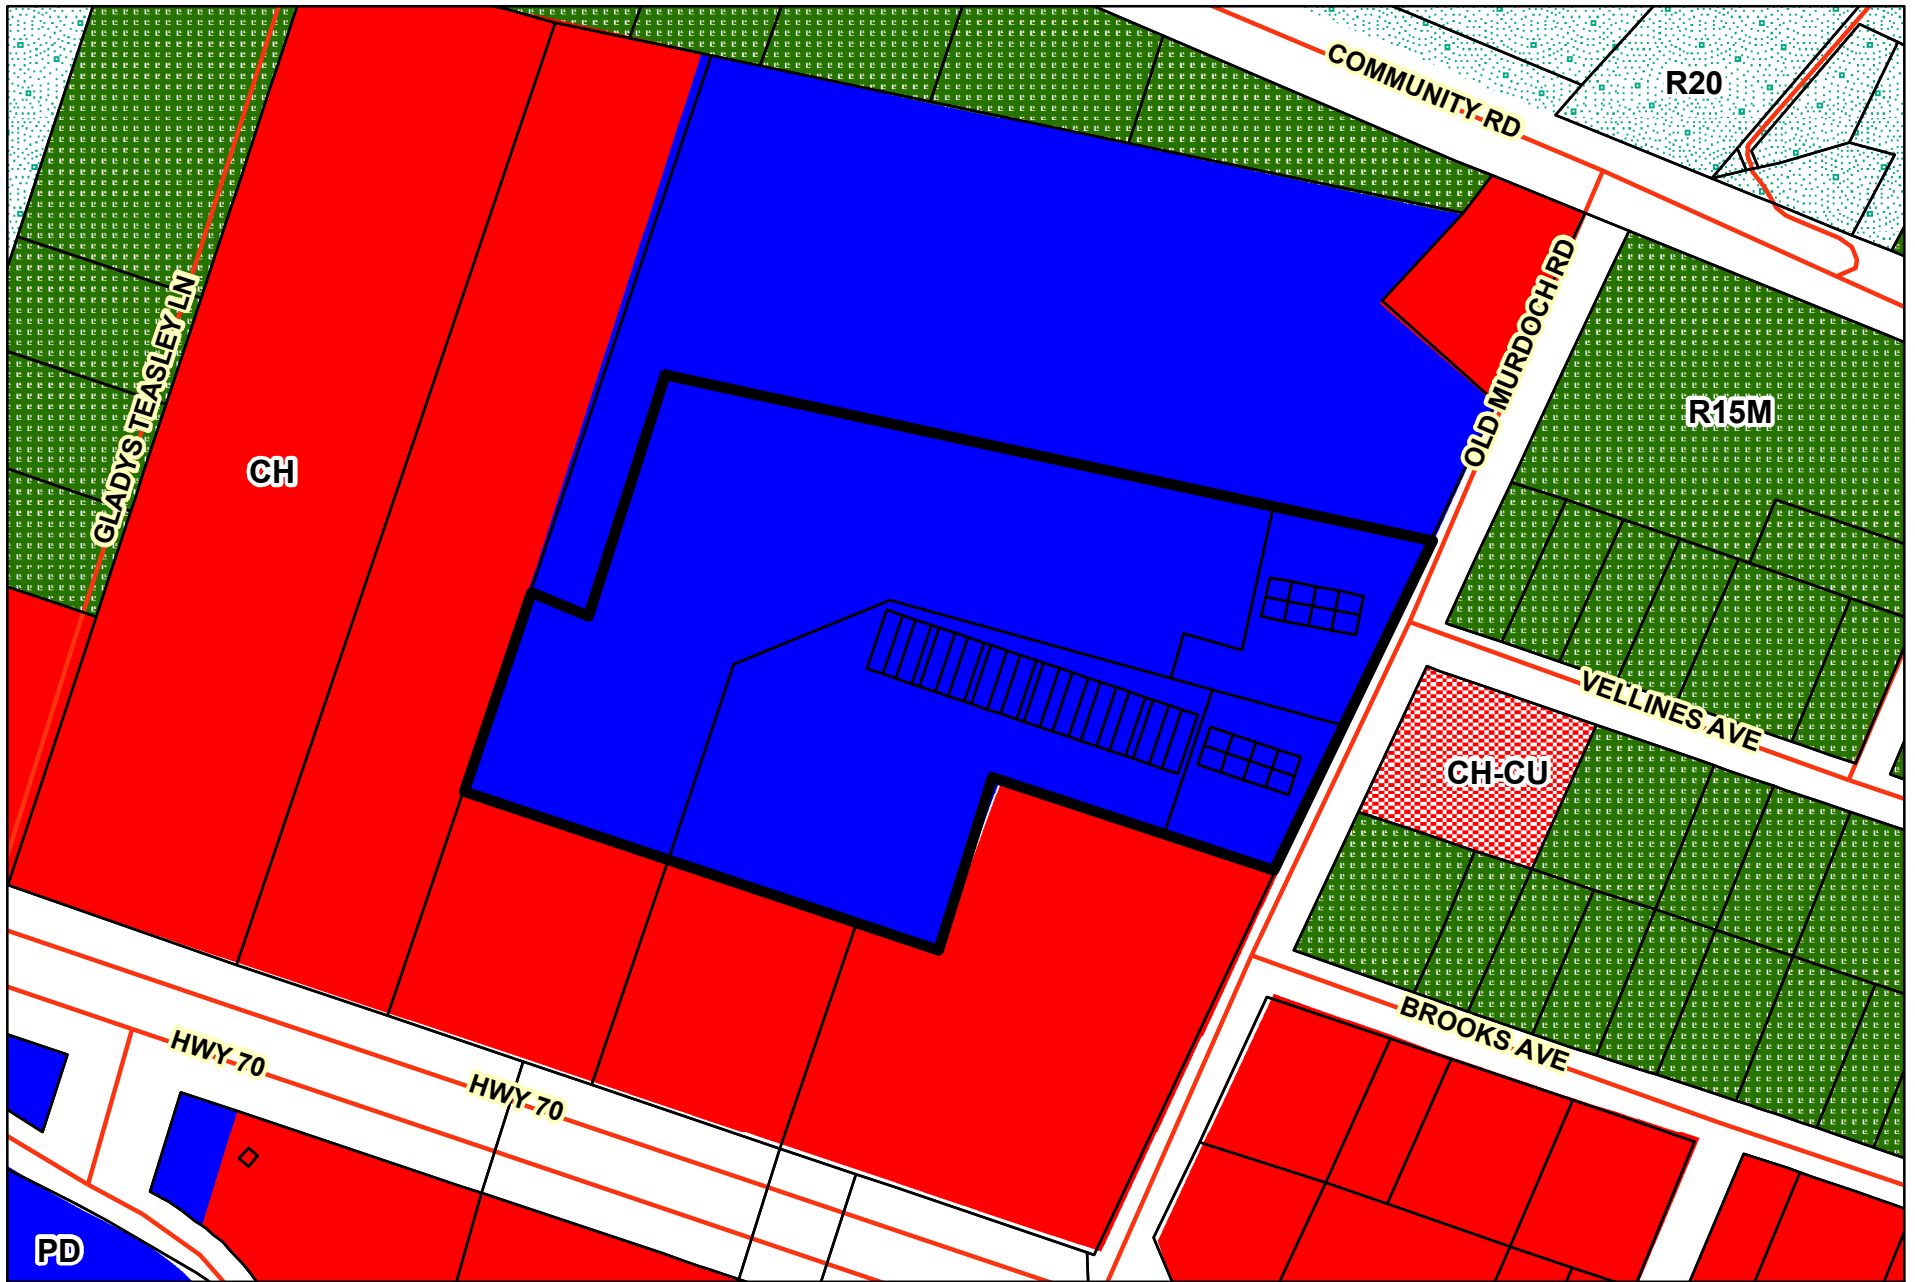 COMMUNITY RD
R20
OLD MURDOCH RD
GLADYS TEASLEY LN
R15M
CH
VELLINES AVE
CH-CU
BROOKS AVE
HWY 70
HWY 70
PD